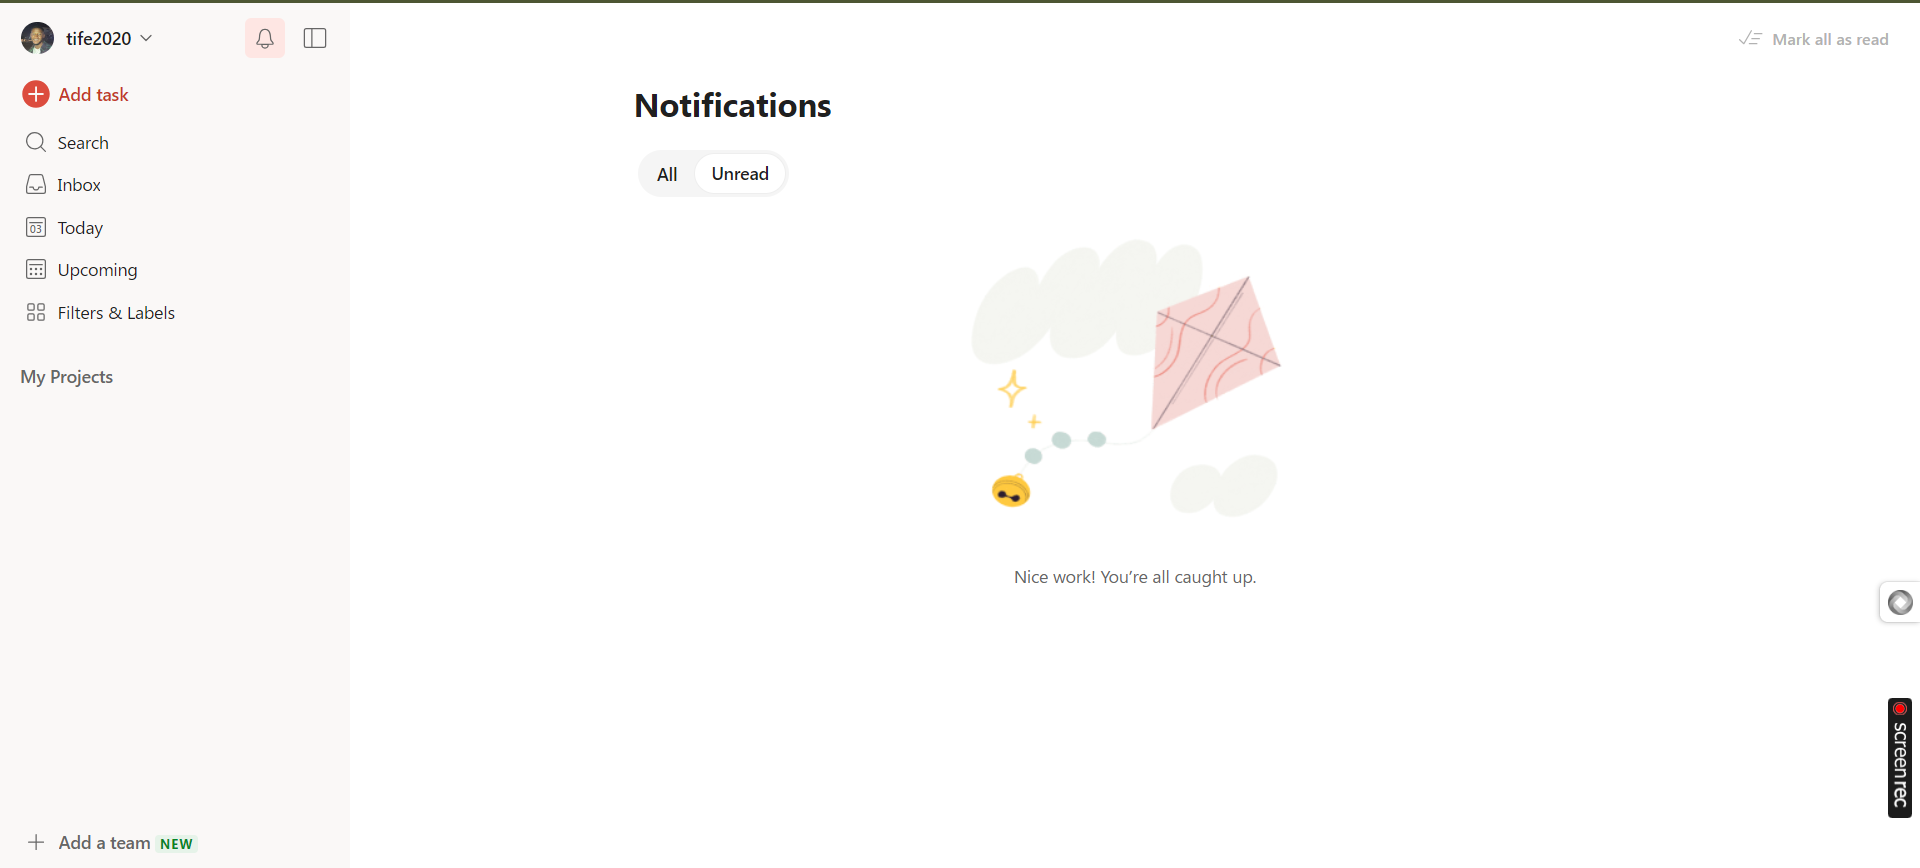 tife2020
Add task
Search
Inbox
03
Today
Upcoming
Filters & Labels
My Projects
Add a team NEW
Mark all as read
Notifications
All
Unread
Nice work! You’re all caught up.
screenrec